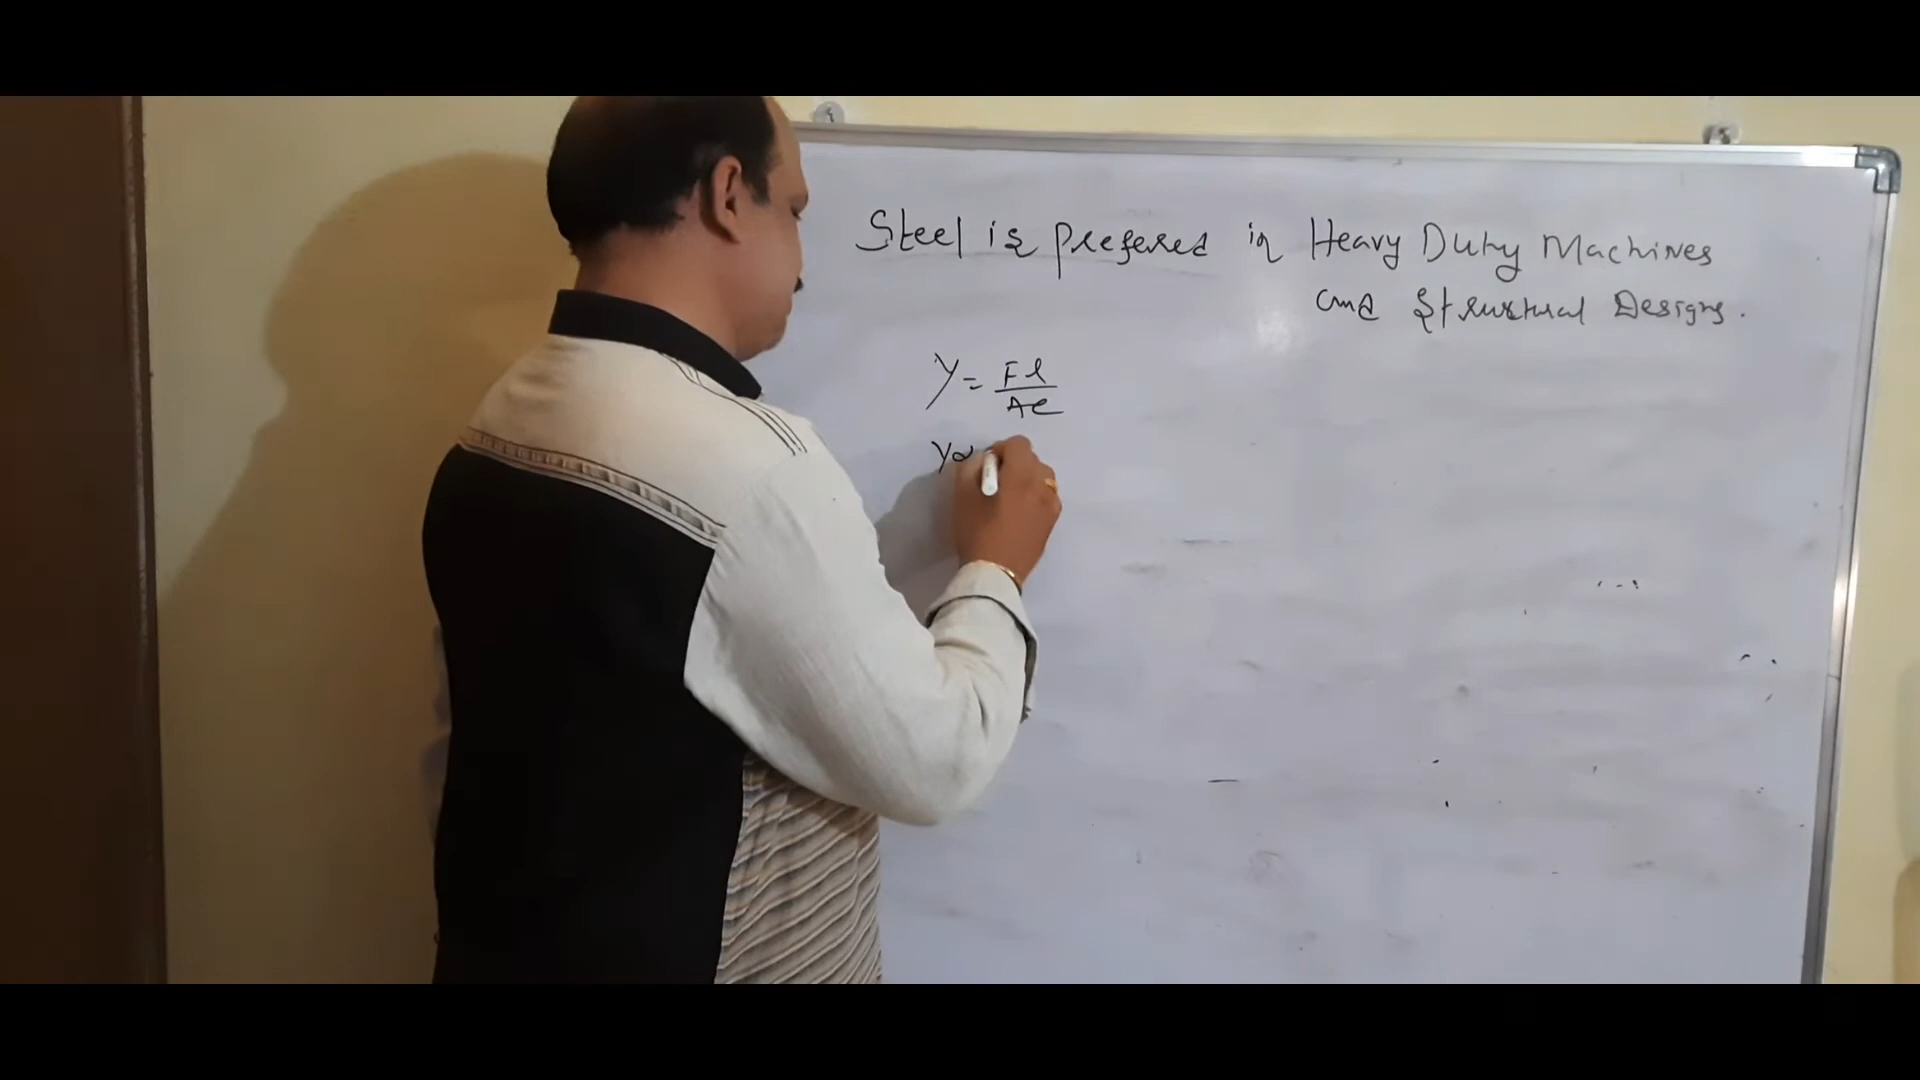 Steel is prefered in Heavy Duty Machines
and Structural Designs.
Y = Fl/Ae
Y∝